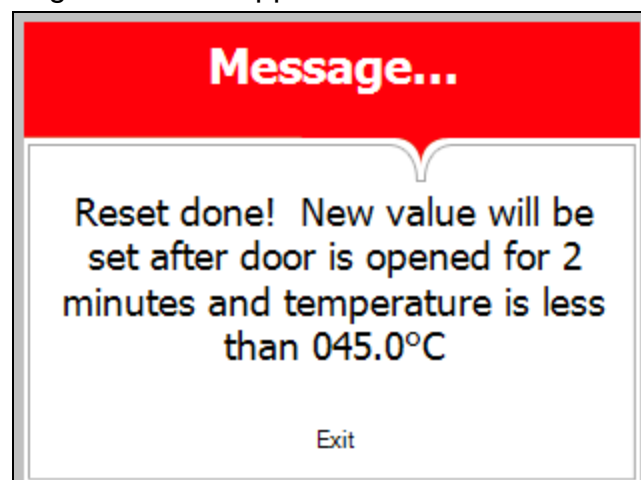 Message...
Reset done!  New value will be
set after door is opened for 2
minutes and temperature is less
than 045.0°C
Exit